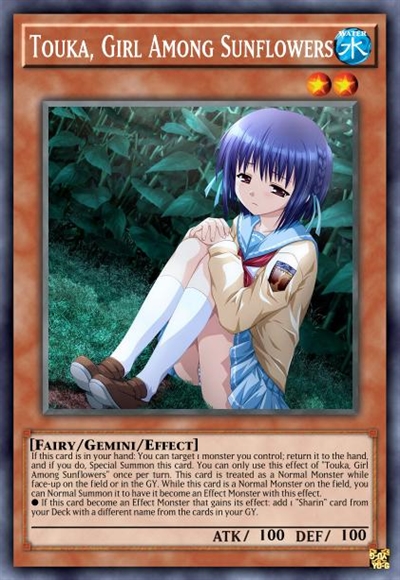 Touka, Girl Among Sunflowers
WATER
水
[Fairy/Gemini/Effect]
If this card is in your hand: You can target 1 monster you control; return it to the hand,
and if you do, Special Summon this card. You can only use this effect of "Touka, Girl
Among Sunflowers" once per turn. This card is treated as a Normal Monster while
face-up on the field or in the GY. While this card is a Normal Monster on the field, you
can Normal Summon it to have it become an Effect Monster with this effect.
● If this card become an Effect Monster that gains its effect: add 1 "Sharin" card from
your Deck with a different name from the cards in your GY.
ATK/ 100 DEF/ 100